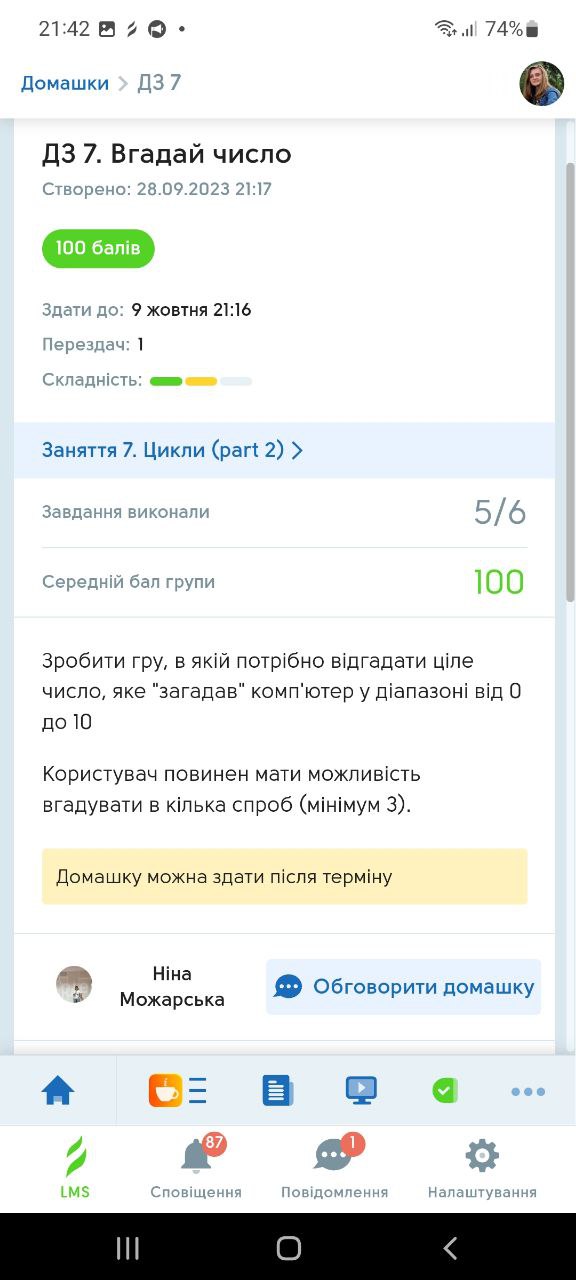 21:42
74%
Домашки > ДЗ 7
ДЗ 7. Вгадай число
Створено: 28.09.2023 21:17
100 балів
Здати до: 9 жовтня 21:16
Перездач: 1
Складність:
Заняття 7. Цикли (part 2) >
Завдання виконали 5/6
Середній бал групи 100
Зробити гру, в якій потрібно відгадати ціле
число, яке "загадав" комп'ютер у діапазоні від 0
до 10
Користувач повинен мати можливість
вгадувати в кілька спроб (мінімум 3).
Домашку можна здати після терміну
Ніна
Можарська
Обговорити домашку
87
1
LMS
Сповіщення
Повідомлення
Налаштування